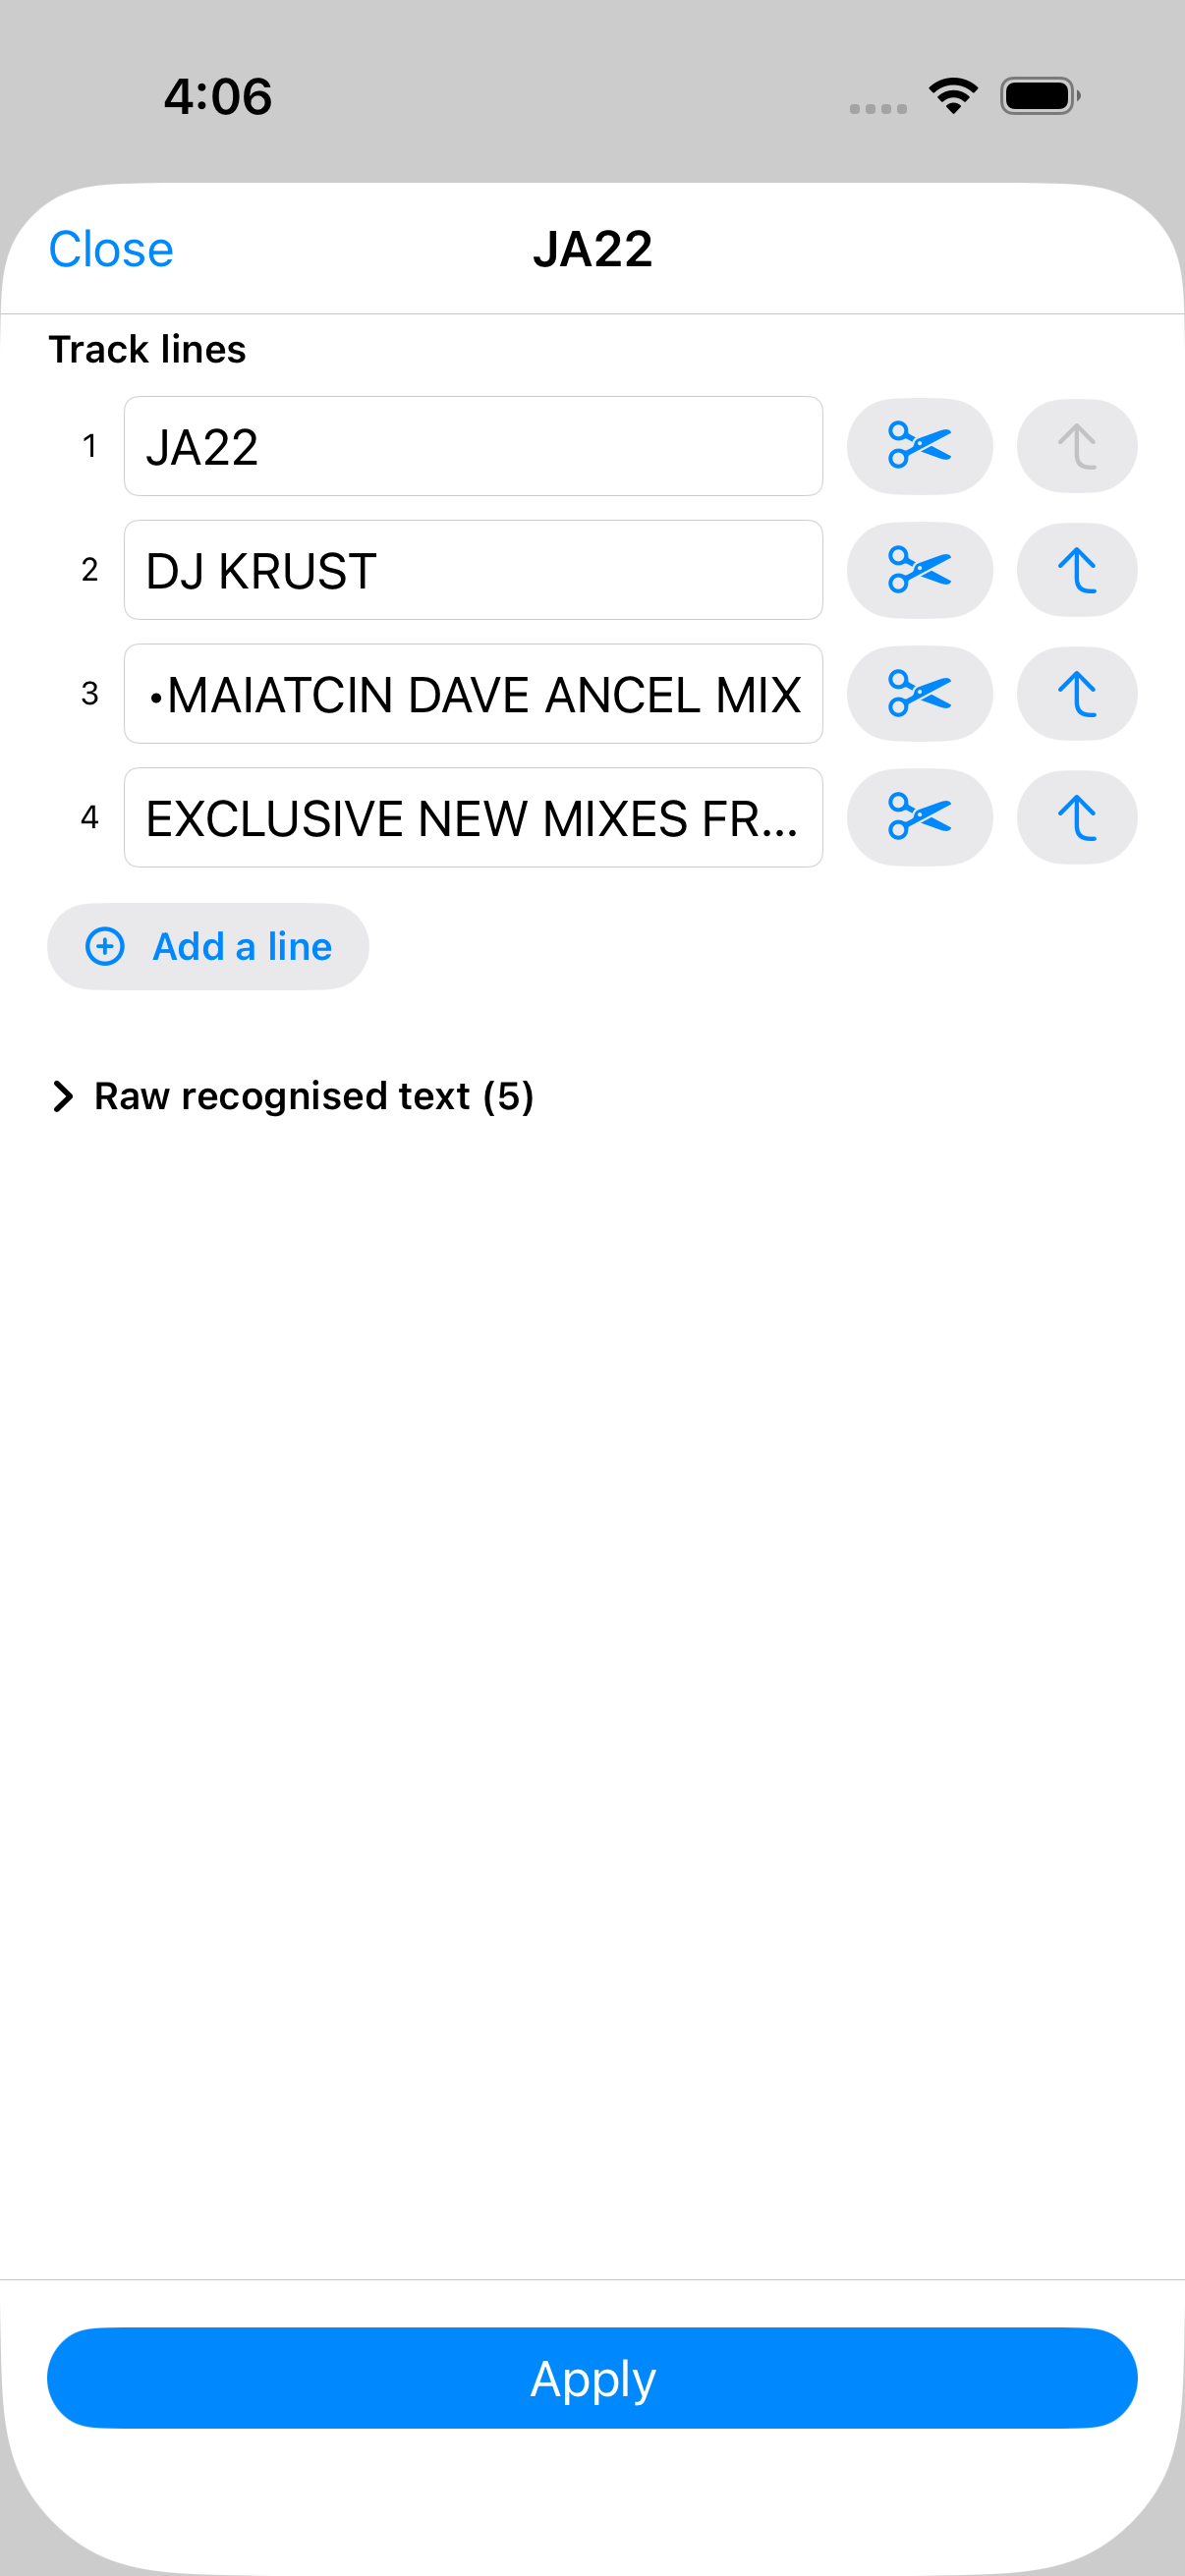 4:06
Close
JA22
Track lines
1 JA22
2 DJ KRUST
3 •MAIATCIN DAVE ANCEL MIX
4 EXCLUSIVE NEW MIXES FR...
Add a line
Raw recognised text (5)
Apply